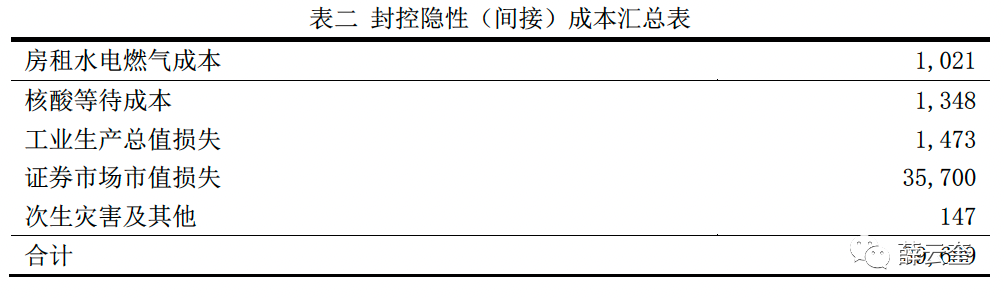 表二 封控隐性（间接）成本汇总表
房租水电燃气成本 1,021
核酸等待成本 1,348
工业生产总值损失 1,473
证券市场市值损失 35,700
次生灾害及其他 147
合计
薛云奎